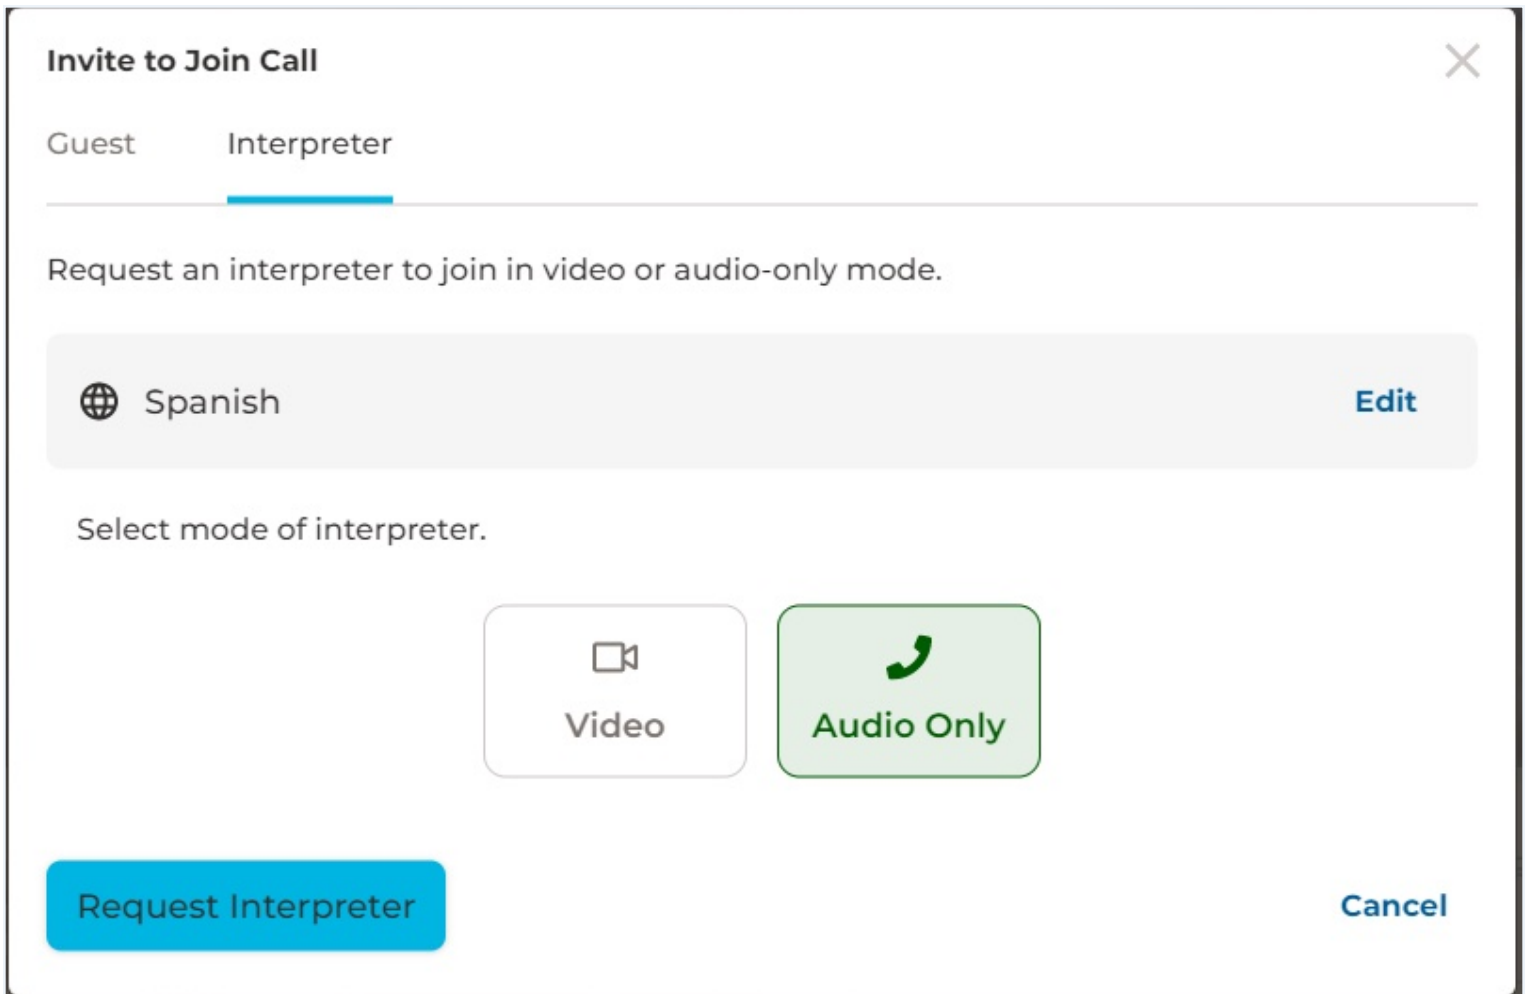 Invite to Join Call
Guest Interpreter
Request an interpreter to join in video or audio-only mode.
Spanish Edit
Select mode of interpreter.
Video Audio Only
Request Interpreter Cancel